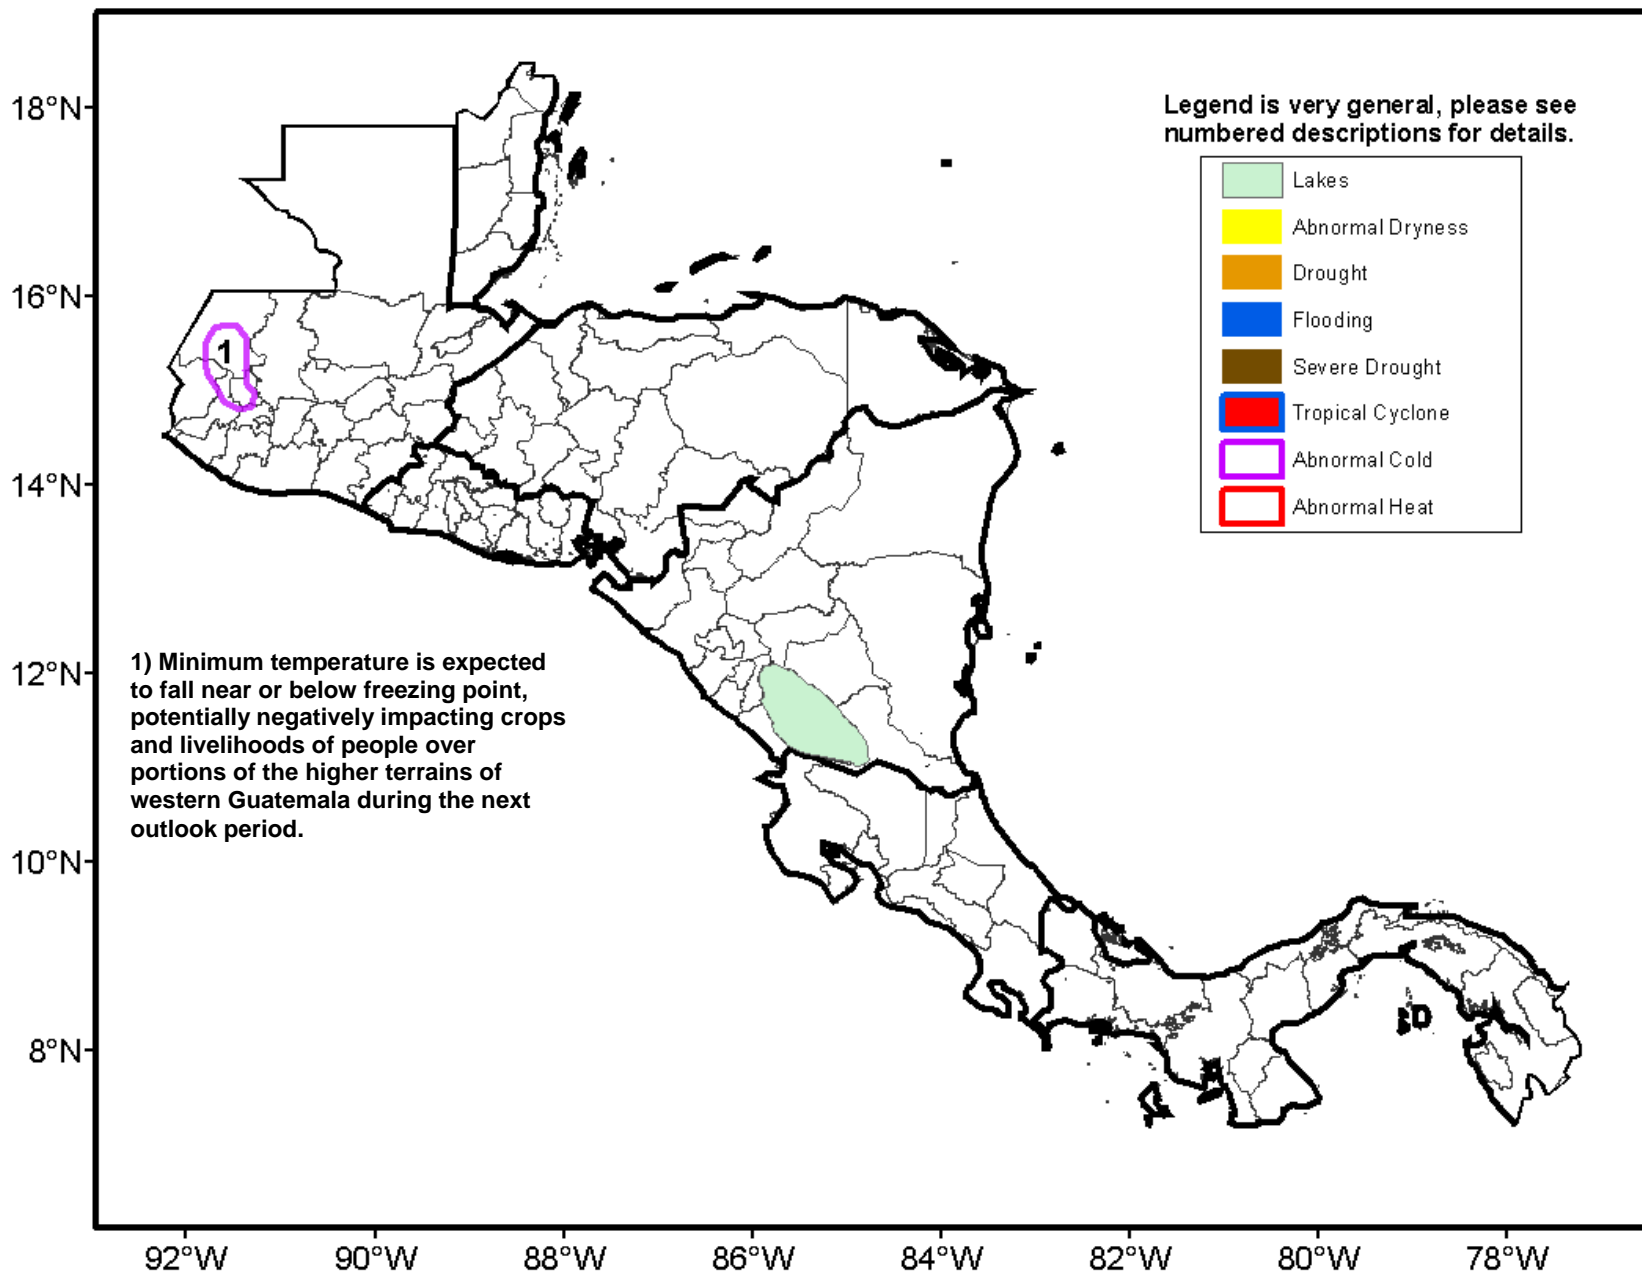 Legend is very general, please see
numbered descriptions for details.
Lakes
Abnormal Dryness
Drought
Flooding
Severe Drought
Tropical Cyclone
Abnormal Cold
Abnormal Heat
18°N
16°N
14°N
12°N
10°N
8°N
1
1) Minimum temperature is expected
to fall near or below freezing point,
potentially negatively impacting crops
and livelihoods of people over
portions of the higher terrains of
western Guatemala during the next
outlook period.
92°W
90°W
88°W
86°W
84°W
82°W
80°W
78°W